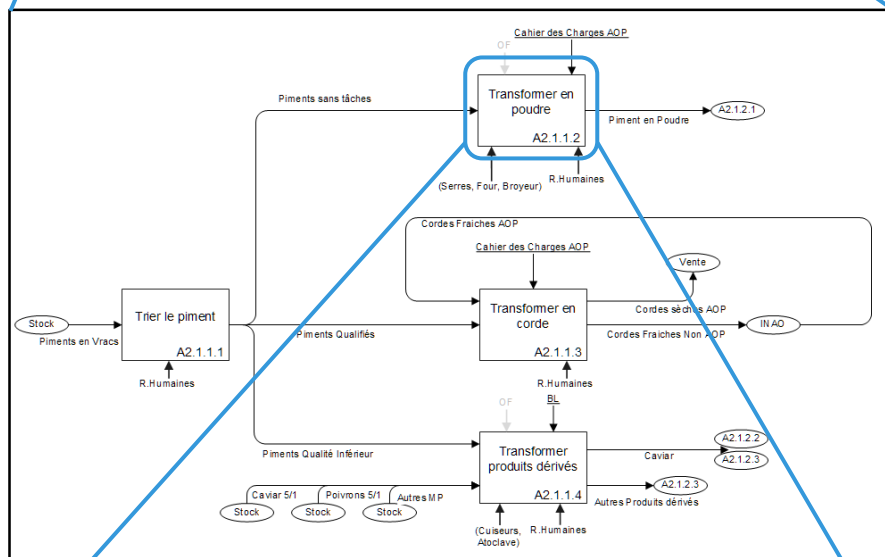 Cahier des Charges AOP
OF
Piments sans tâches
Transformer en
poudre
A2.1.1.2
Piment en Poudre
A2.1.2.1
(Serres, Four, Broyeur)
R.Humaines
Cordes Fraiches AOP
Cahier des Charges AOP
Vente
Stock
Piments en Vracs
Trier le piment
A2.1.1.1
R.Humaines
Piments Qualifiés
Transformer en
corde
A2.1.1.3
Cordes sèches AOP
Cordes Fraiches Non AOP
INAO
R.Humaines
OF
BL
Piments Qualité Inférieur
Transformer
produits dérivés
A2.1.1.4
Caviar
A2.1.2.2
A2.1.2.3
Caviar 5/1
Poivrons 5/1
Autres MP
Stock
Stock
Stock
A2.1.2.3
Autres Produits dérivés
(Cuiseurs,
Atoclave)
R.Humaines